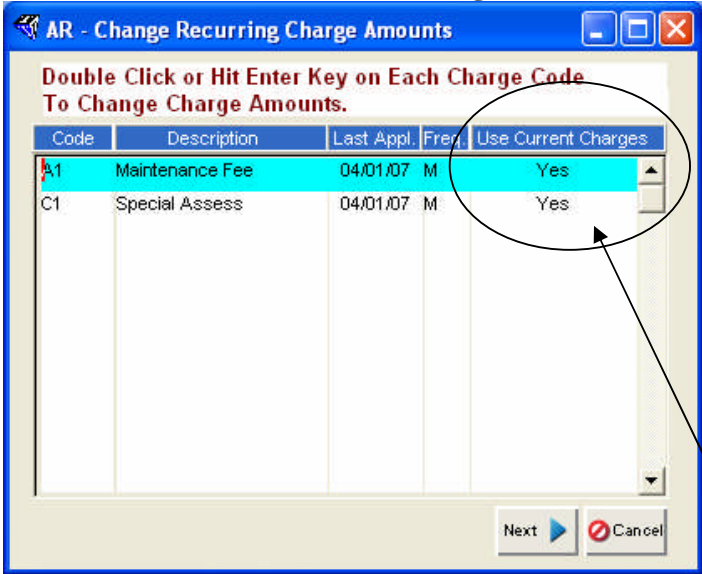 AR - Change Recurring Charge Amounts
Double Click or Hit Enter Key on Each Charge Code
To Change Charge Amounts.
Code Description Last Appl. Freq. Use Current Charges
A1 Maintenance Fee 04/01/07 M Yes
C1 Special Assess 04/01/07 M Yes
Next Cancel